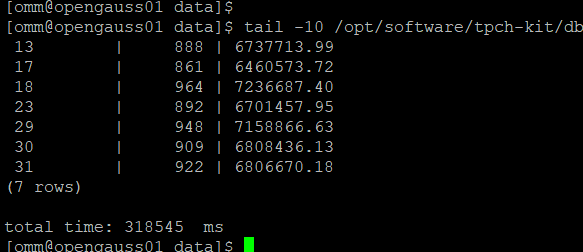 [omm@opengauss01 data]$
[omm@opengauss01 data]$ tail -10 /opt/software/tpch-kit/db
13         |      888 | 6737713.99
17         |      861 | 6460573.72
18         |      964 | 7236687.40
23         |      892 | 6701457.95
29         |      948 | 7158866.63
30         |      909 | 6808436.13
31         |      922 | 6806670.18
(7 rows)
total time: 318545  ms
[omm@opengauss01 data]$